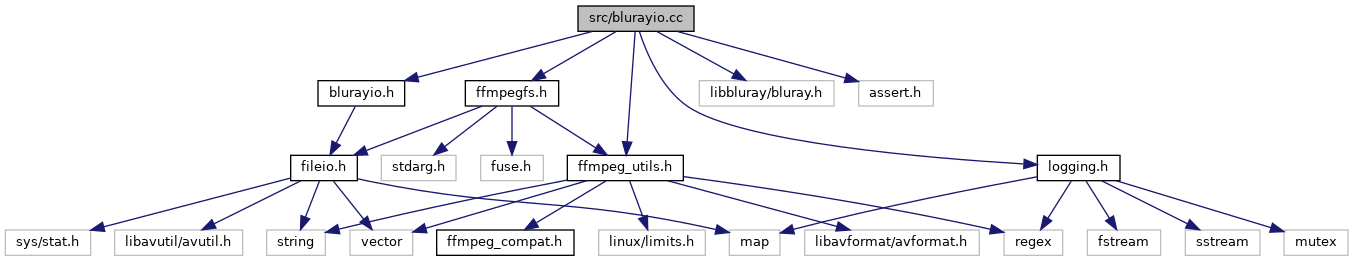 src/blurayio.cc
blurayio.h
ffmpegfs.h
libbluray/bluray.h
assert.h
fileio.h
stdarg.h
fuse.h
ffmpeg_utils.h
logging.h
sys/stat.h
libavutil/avutil.h
string
vector
ffmpeg_compat.h
linux/limits.h
map
libavformat/avformat.h
regex
fstream
sstream
mutex